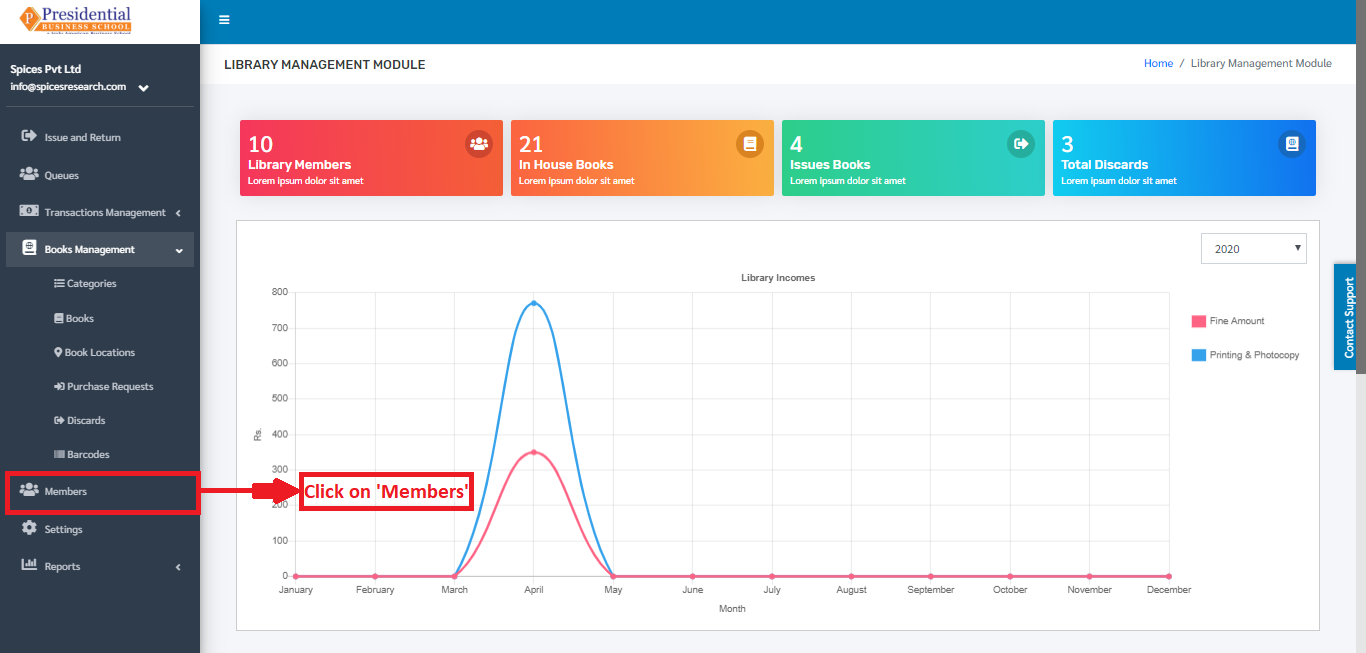 Presidential
BUSINESS SCHOOL
Spices Pvt Ltd
info@spicesresearch.com
Issue and Return
Queues
Transactions Management
Books Management
Categories
Books
Book Locations
Purchase Requests
Discards
Barcodes
Members
Settings
Reports
LIBRARY MANAGEMENT MODULE
Home / Library Management Module
10
Library Members
Lorem ipsum dolor sit amet
21
In House Books
Lorem ipsum dolor sit amet
4
Issues Books
Lorem ipsum dolor sit amet
3
Total Discards
Lorem ipsum dolor sit amet
2020
Library Incomes
800
700
600
500
400
300
200
100
0
Rs.
January February March April May June July August September October November December
Month
Fine Amount
Printing & Photocopy
Click on 'Members'
Contact Support